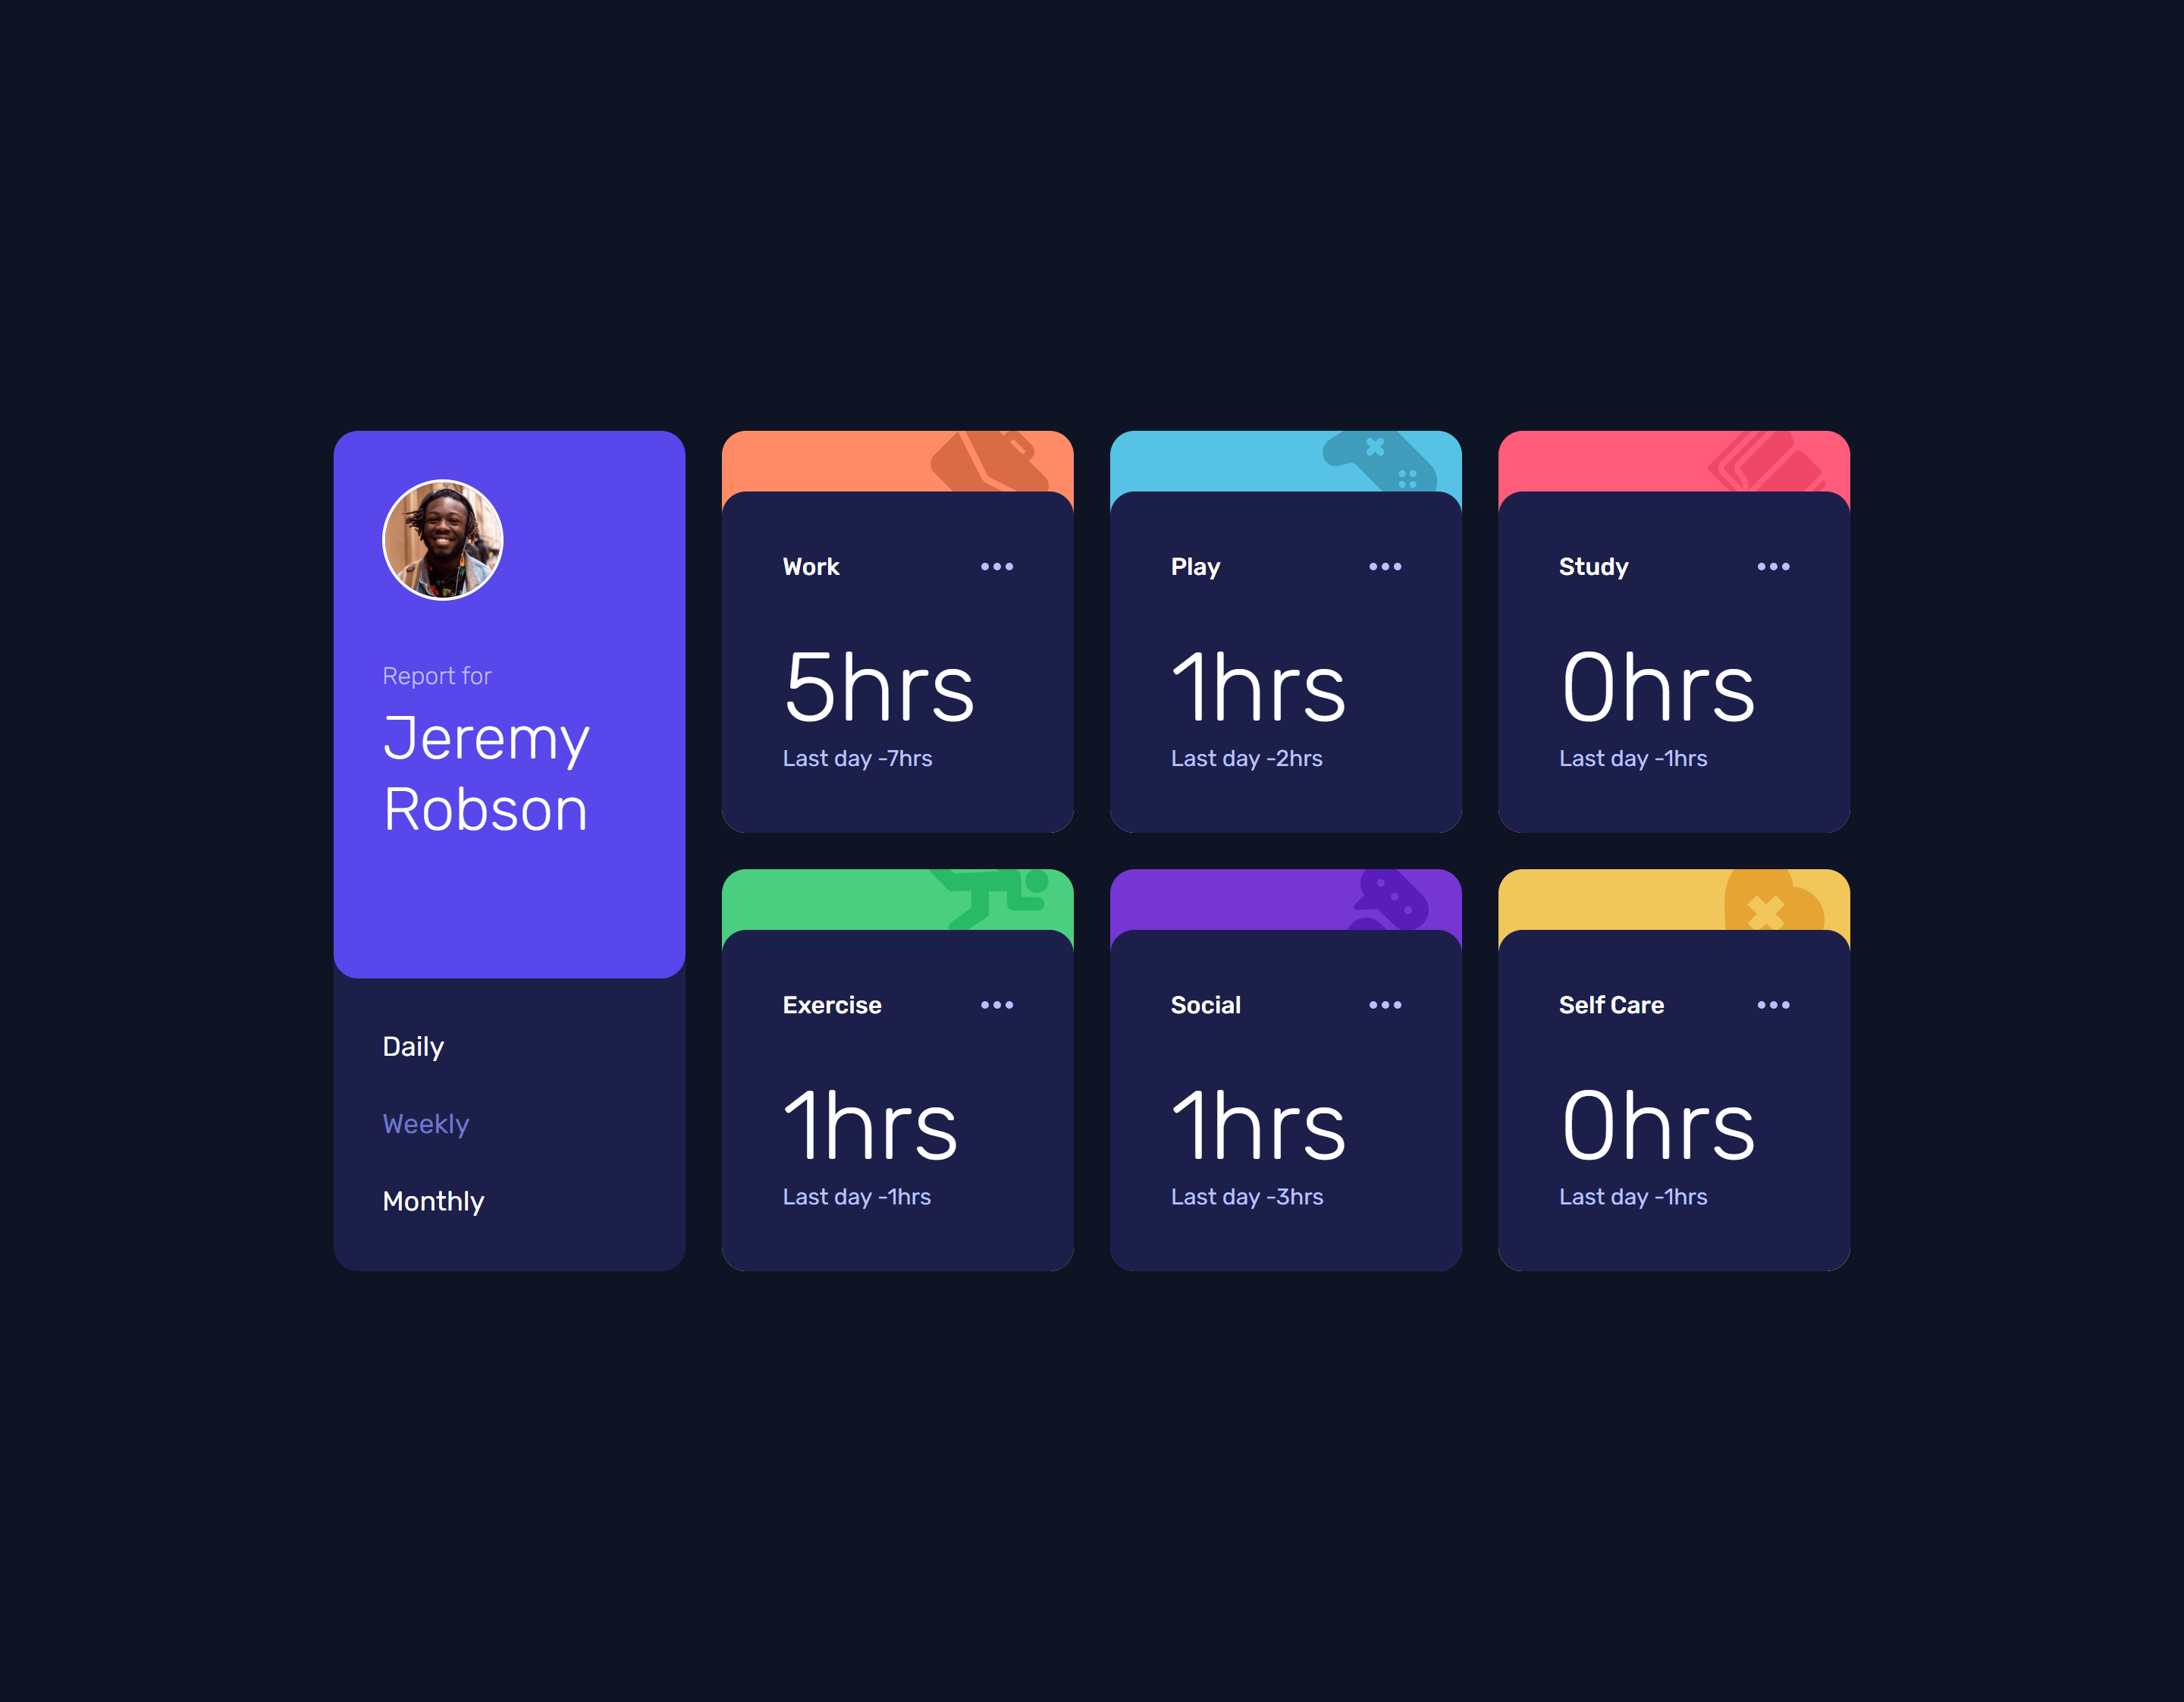 Report for
Jeremy
Robson
Daily
Weekly
Monthly
Work
5hrs
Last day -7hrs
Play
1hrs
Last day -2hrs
Study
0hrs
Last day -1hrs
Exercise
1hrs
Last day -1hrs
Social
1hrs
Last day -3hrs
Self Care
0hrs
Last day -1hrs